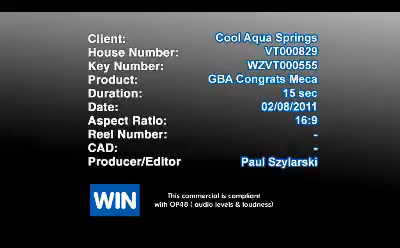 Client: Cool Aqua Springs
House Number: VT000829
Key Number: WZVT000555
Product: GBA Congrats Meca
Duration: 15 sec
Date: 02/08/2011
Aspect Ratio: 16:9
Reel Number: -
CAD: -
Producer/Editor Paul Szylarski
WIN
This commercial is compliant
with OP48 ( audio levels & loudness)